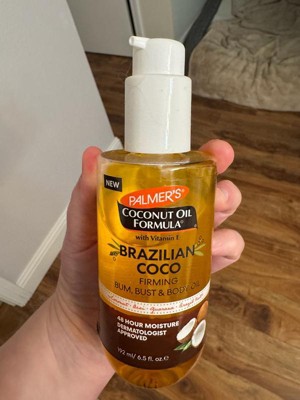 NEW
PALMER'S
COCONUT OIL
FORMULA
with Vitamin E
BRAZILIAN
COCO
FIRMING
BUM, BUST & BODY OIL
48 HOUR MOISTURE
DERMATOLOGIST
APPROVED
192 ml/ 6.5 fl. oz. e